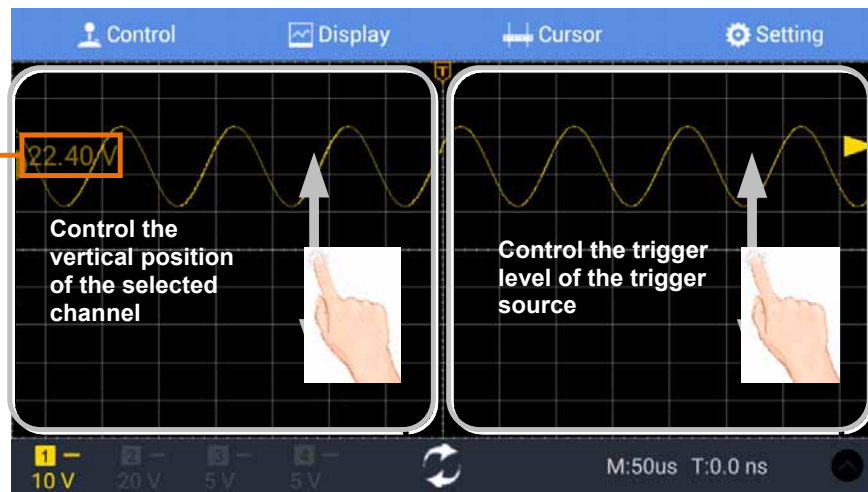 Control Display Cursor Setting
T
22.40 V
Control the
vertical position
of the selected
channel
Control the trigger
level of the trigger
source
1 2 3 4
10 V 20 V 5 V 5 V
M:50us T:0.0 ns